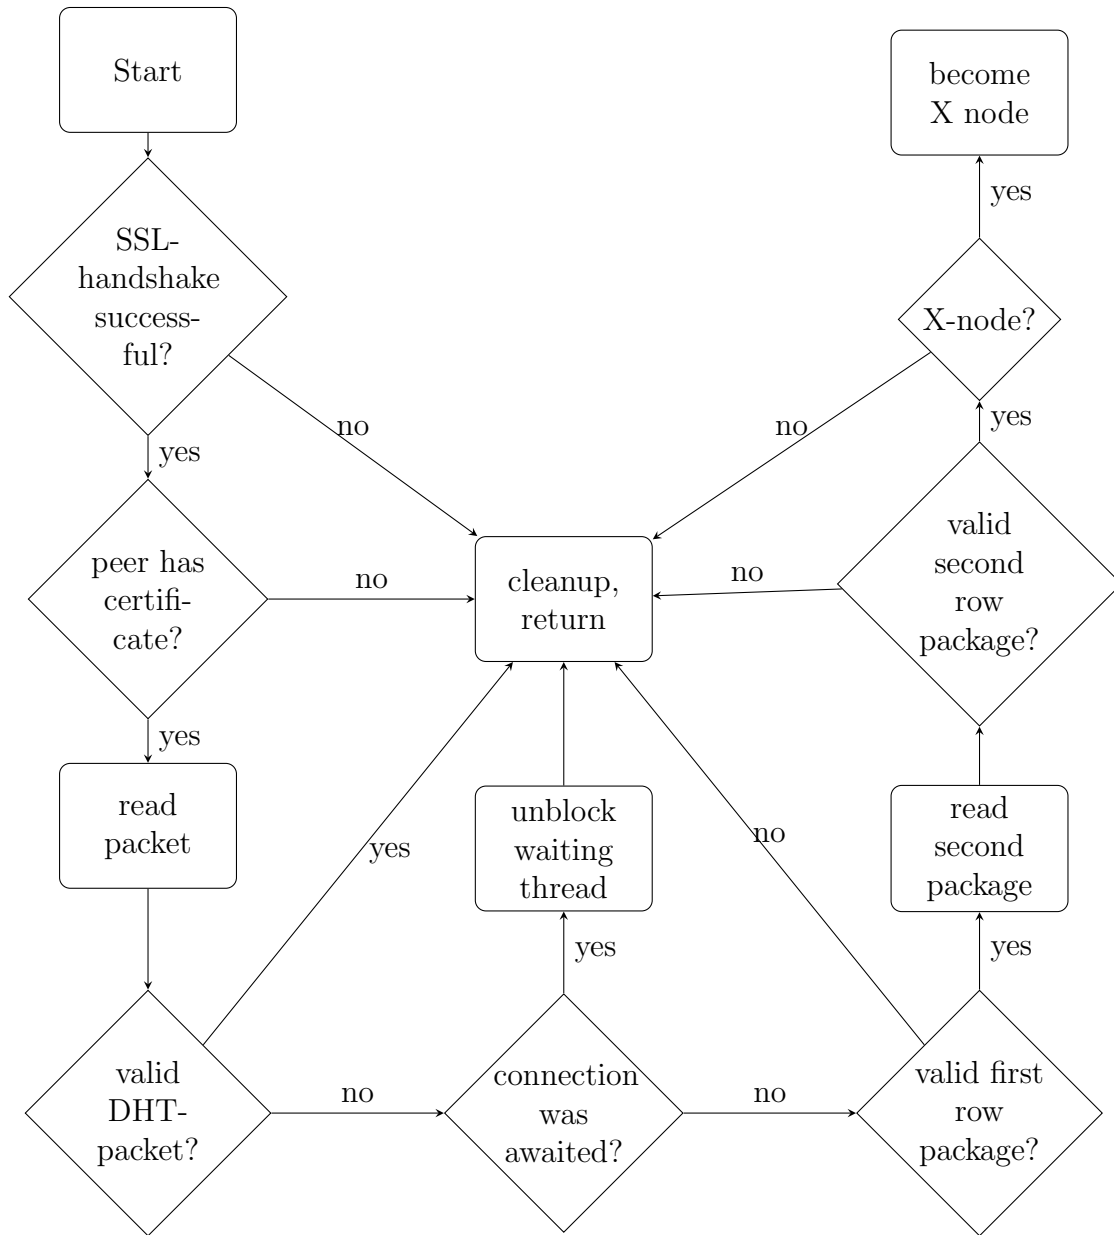 Start
become
X node
yes
SSL-
handshake
success-
ful?
X-node?
no
no
yes
yes
peer has
certifi-
cate?
no
cleanup,
return
no
valid
second
row
package?
yes
read
packet
yes
unblock
waiting
thread
no
read
second
package
yes
yes
valid
DHT-
packet?
no
connection
was
awaited?
no
valid first
row
package?